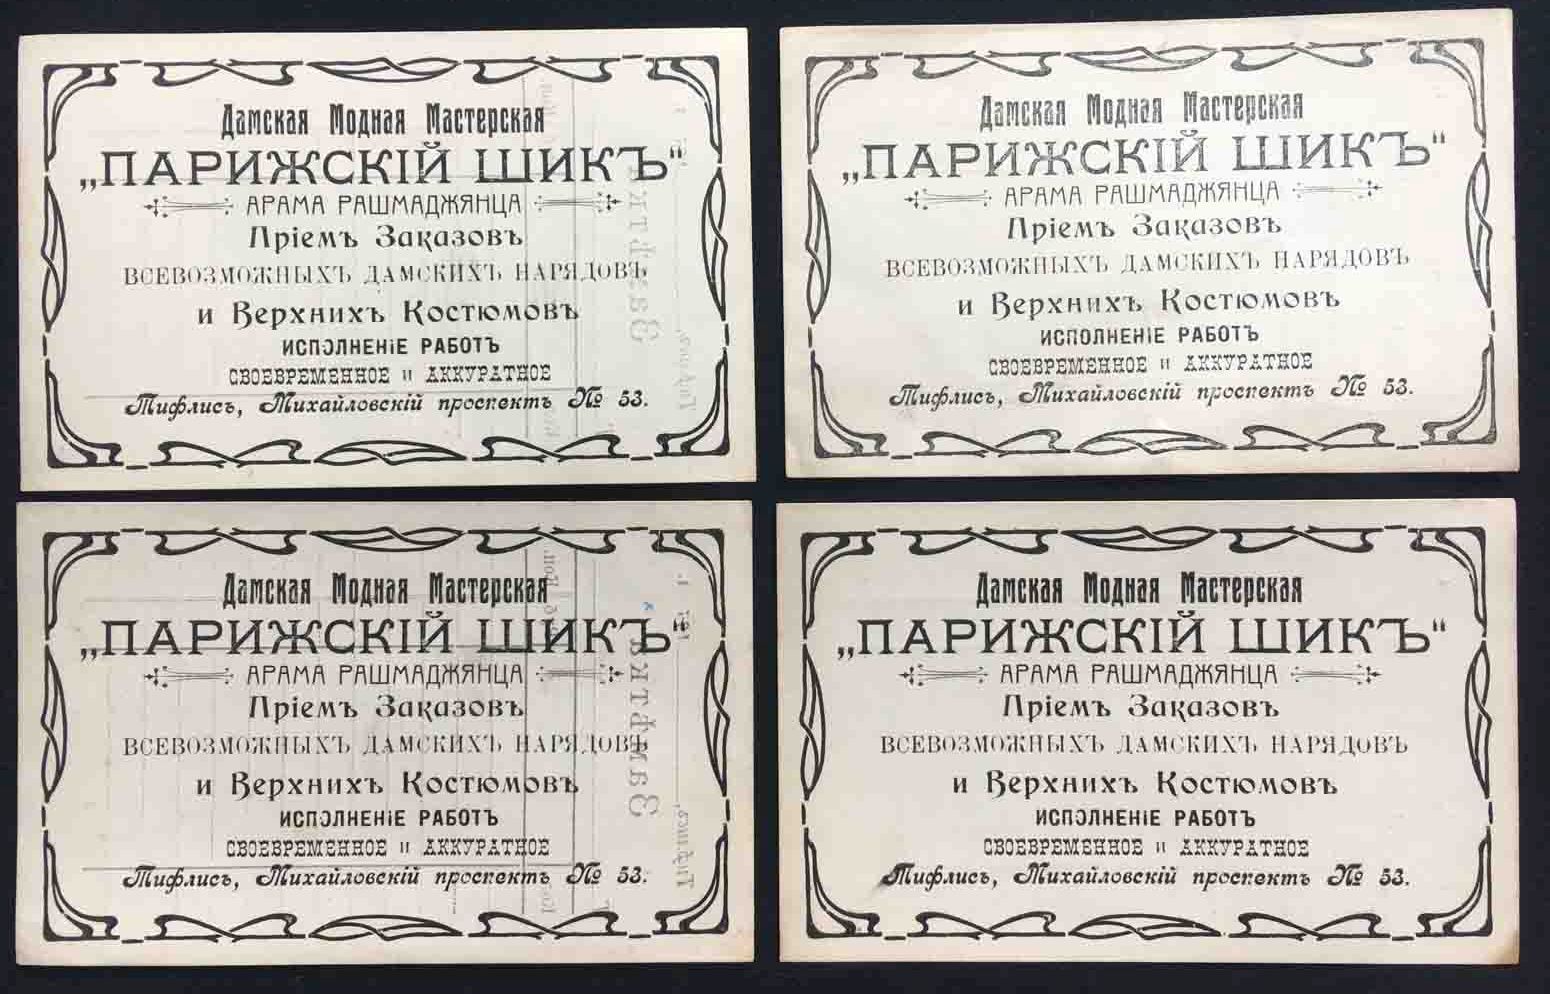 Дамская Модная Мастерская
„ПАРИЖСКІЙ ШИКЪ"
АРАМА РАШМАДЖЯНЦА
Пріемъ Заказовъ
ВСЕВОЗМОЖНЫХЪ ДАМСКИХЪ НАРЯДОВЪ
и Верхнихъ Костюмовъ
ИСПОЛНЕНІЕ РАБОТЪ
СВОЕВРЕМЕННОЕ и АККУРАТНОЕ
Тифлисъ, Михайловскій проспектъ № 53.
Дамская Модная Мастерская
„ПАРИЖСКІЙ ШИКЪ"
АРАМА РАШМАДЖЯНЦА
Пріемъ Заказовъ
ВСЕВОЗМОЖНЫХЪ ДАМСКИХЪ НАРЯДОВЪ
и Верхнихъ Костюмовъ
ИСПОЛНЕНІЕ РАБОТЪ
СВОЕВРЕМЕННОЕ и АККУРАТНОЕ
Тифлисъ, Михайловскій проспектъ № 53.
Дамская Модная Мастерская
„ПАРИЖСКІЙ ШИКЪ"
АРАМА РАШМАДЖЯНЦА
Пріемъ Заказовъ
ВСЕВОЗМОЖНЫХЪ ДАМСКИХЪ НАРЯДОВЪ
и Верхнихъ Костюмовъ
ИСПОЛНЕНІЕ РАБОТЪ
СВОЕВРЕМЕННОЕ и АККУРАТНОЕ
Тифлисъ, Михайловскій проспектъ № 53.
Дамская Модная Мастерская
„ПАРИЖСКІЙ ШИКЪ"
АРАМА РАШМАДЖЯНЦА
Пріемъ Заказовъ
ВСЕВОЗМОЖНЫХЪ ДАМСКИХЪ НАРЯДОВЪ
и Верхнихъ Костюмовъ
ИСПОЛНЕНІЕ РАБОТЪ
СВОЕВРЕМЕННОЕ и АККУРАТНОЕ
Тифлисъ, Михайловскій проспектъ № 53.